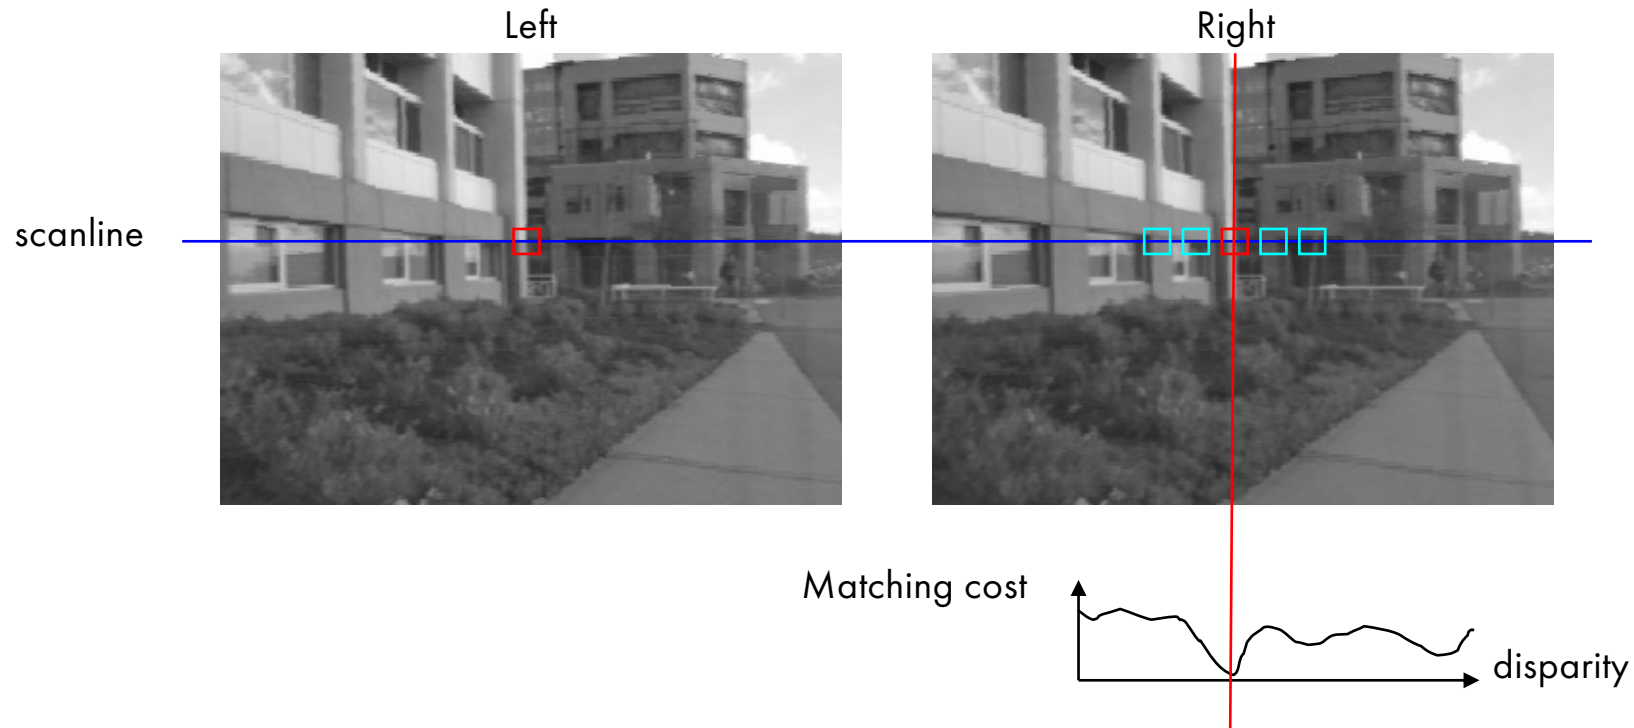 Left
Right
scanline
Matching cost
disparity